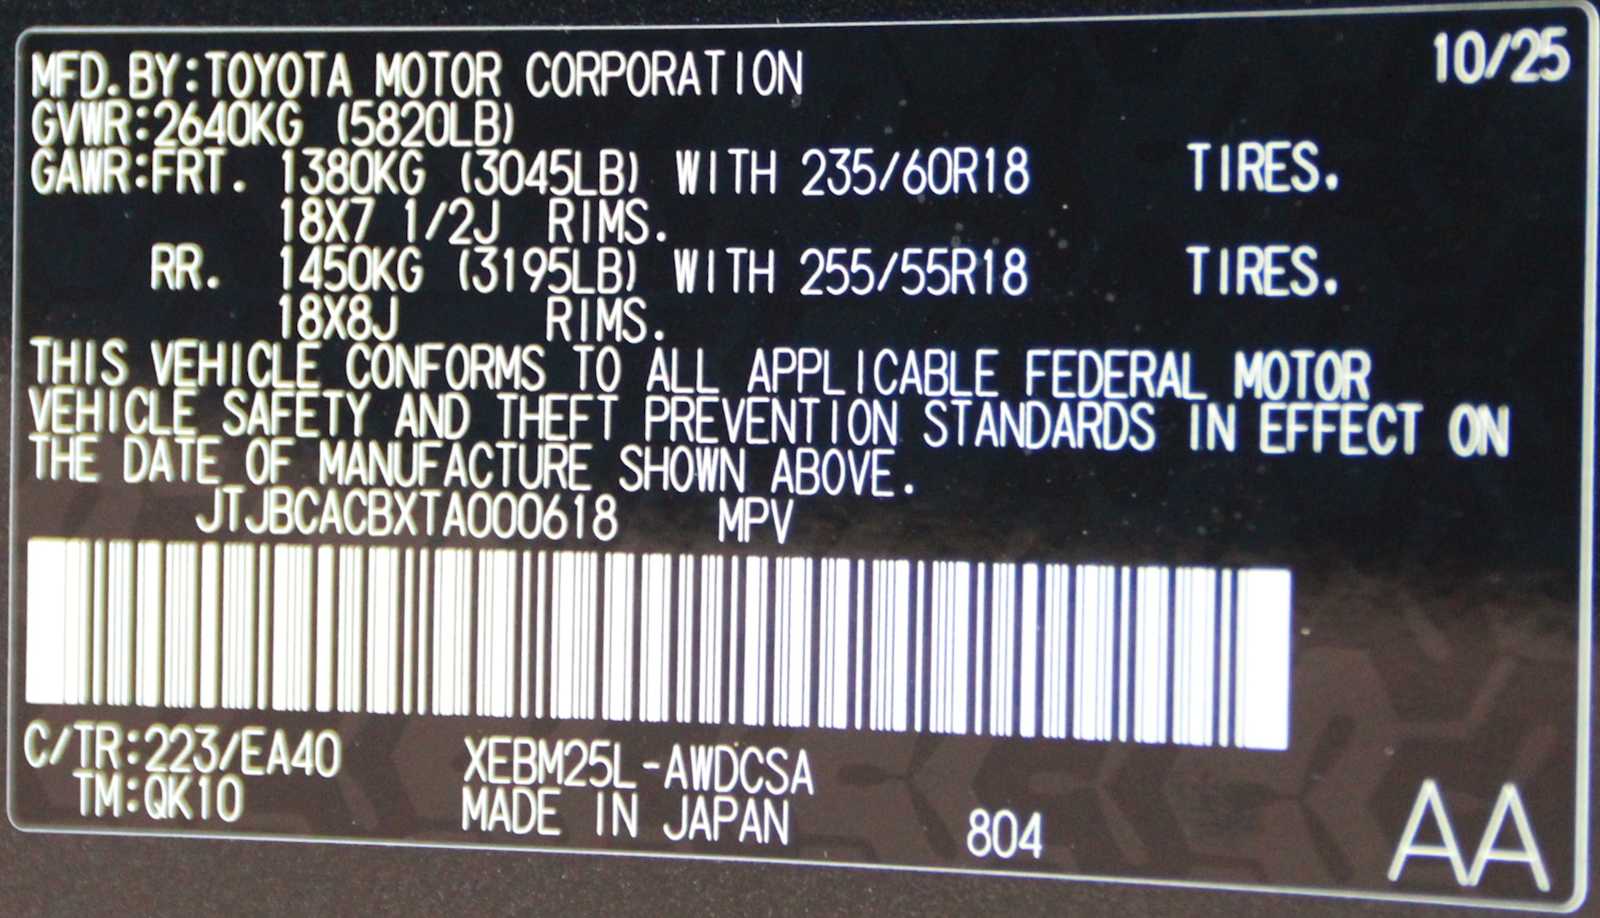 MFD.BY:TOYOTA MOTOR CORPORATION 10/25
GVWR:2640KG (5820LB)
GAWR:FRT. 1380KG (3045LB) WITH 235/60R18 TIRES.
18X7 1/2J RIMS.
RR. 1450KG (3195LB) WITH 255/55R18 TIRES.
18X8J RIMS.
THIS VEHICLE CONFORMS TO ALL APPLICABLE FEDERAL MOTOR
VEHICLE SAFETY AND THEFT PREVENTION STANDARDS IN EFFECT ON
THE DATE OF MANUFACTURE SHOWN ABOVE.
JTJBCACBXTA000618 MPV
C/TR:223/EA40 XEBM25L-AWDCSA
TM:QK10 MADE IN JAPAN 804 AA